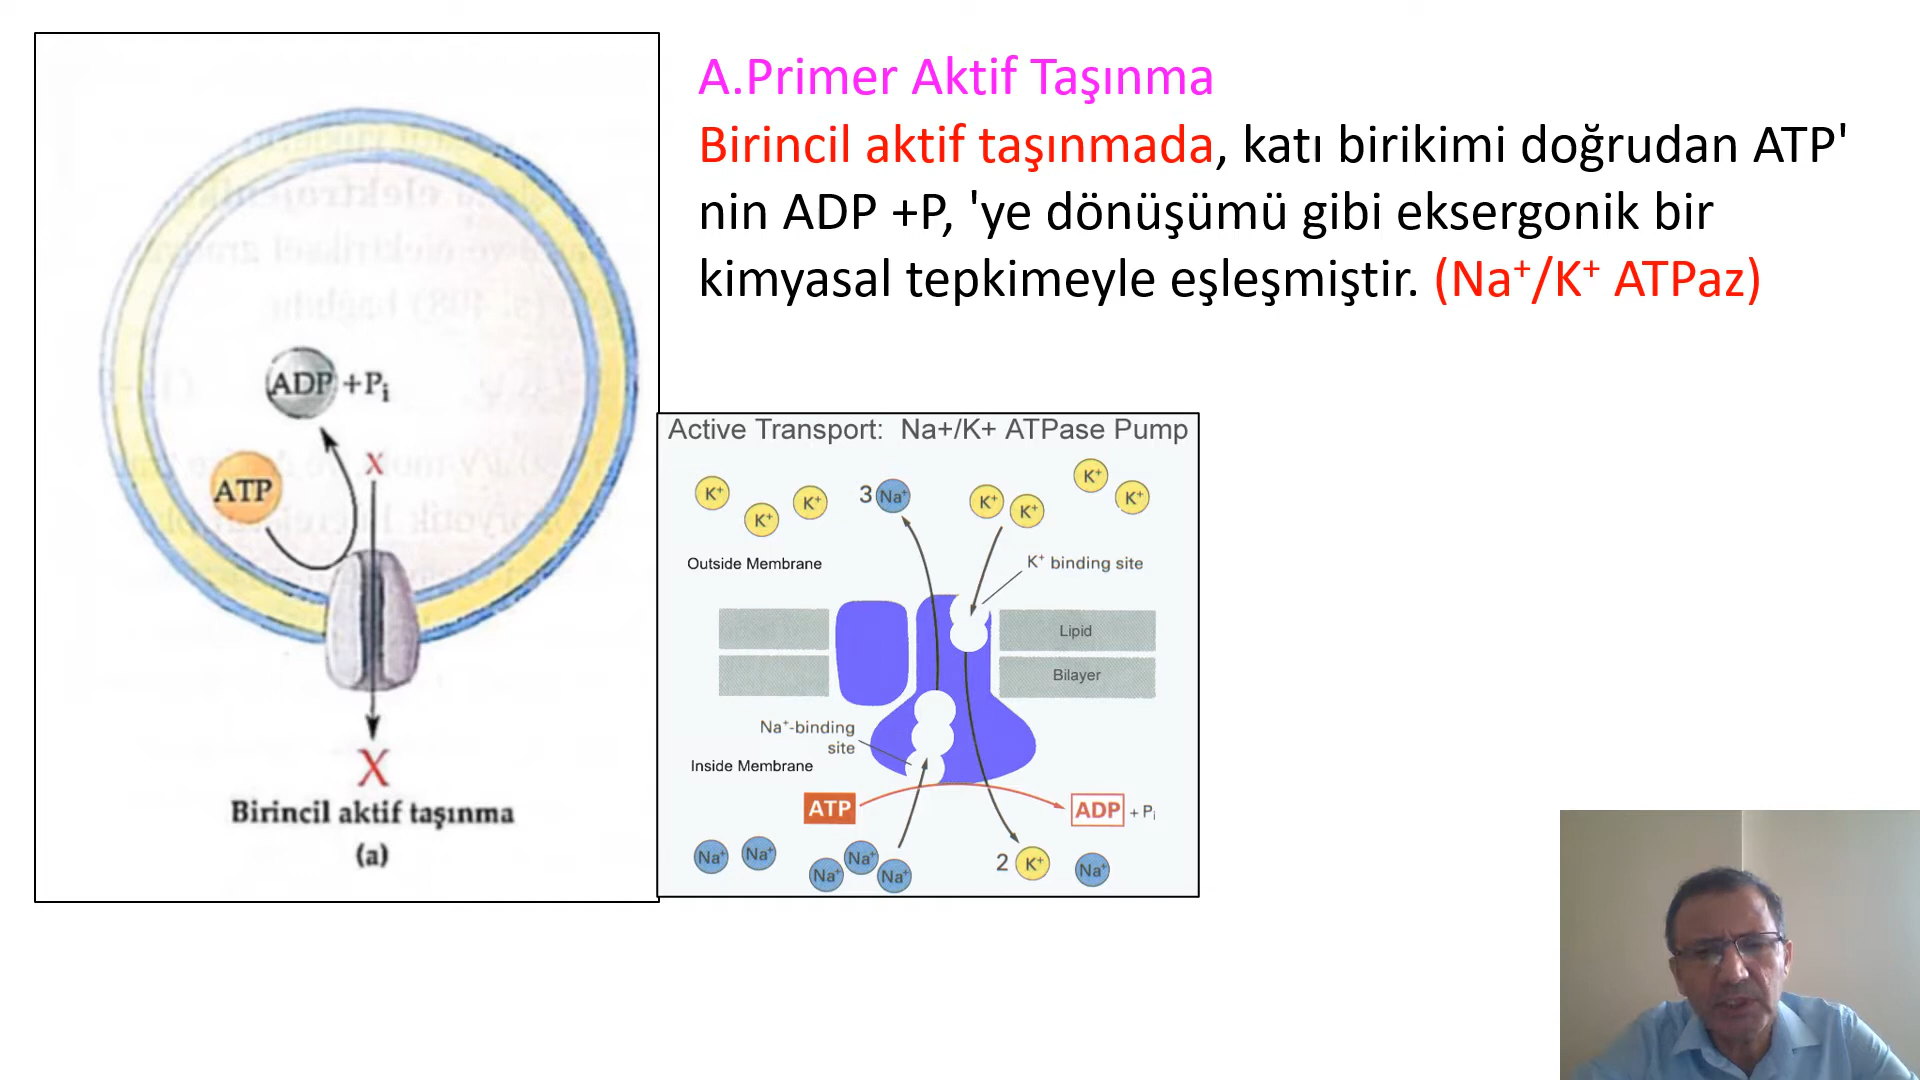 A.Primer Aktif Taşınma
Birincil aktif taşınmada, katı birikimi doğrudan ATP'
nin ADP +P, 'ye dönüşümü gibi eksergonik bir
kimyasal tepkimeyle eşleşmiştir. (Na⁺/K⁺ ATPaz)
ADP +Pᵢ
X
ATP
X
Birincil aktif taşınma
(a)
Active Transport: Na+/K+ ATPase Pump
K⁺ K⁺ K⁺ 3 Na⁺ K⁺ K⁺ K⁺ K⁺
Outside Membrane
K⁺ binding site
Lipid
Bilayer
Na⁺-binding
site
Inside Membrane
ATP
ADP + Pᵢ
Na⁺ Na⁺ Na⁺ Na⁺ Na⁺ 2 K⁺ Na⁺